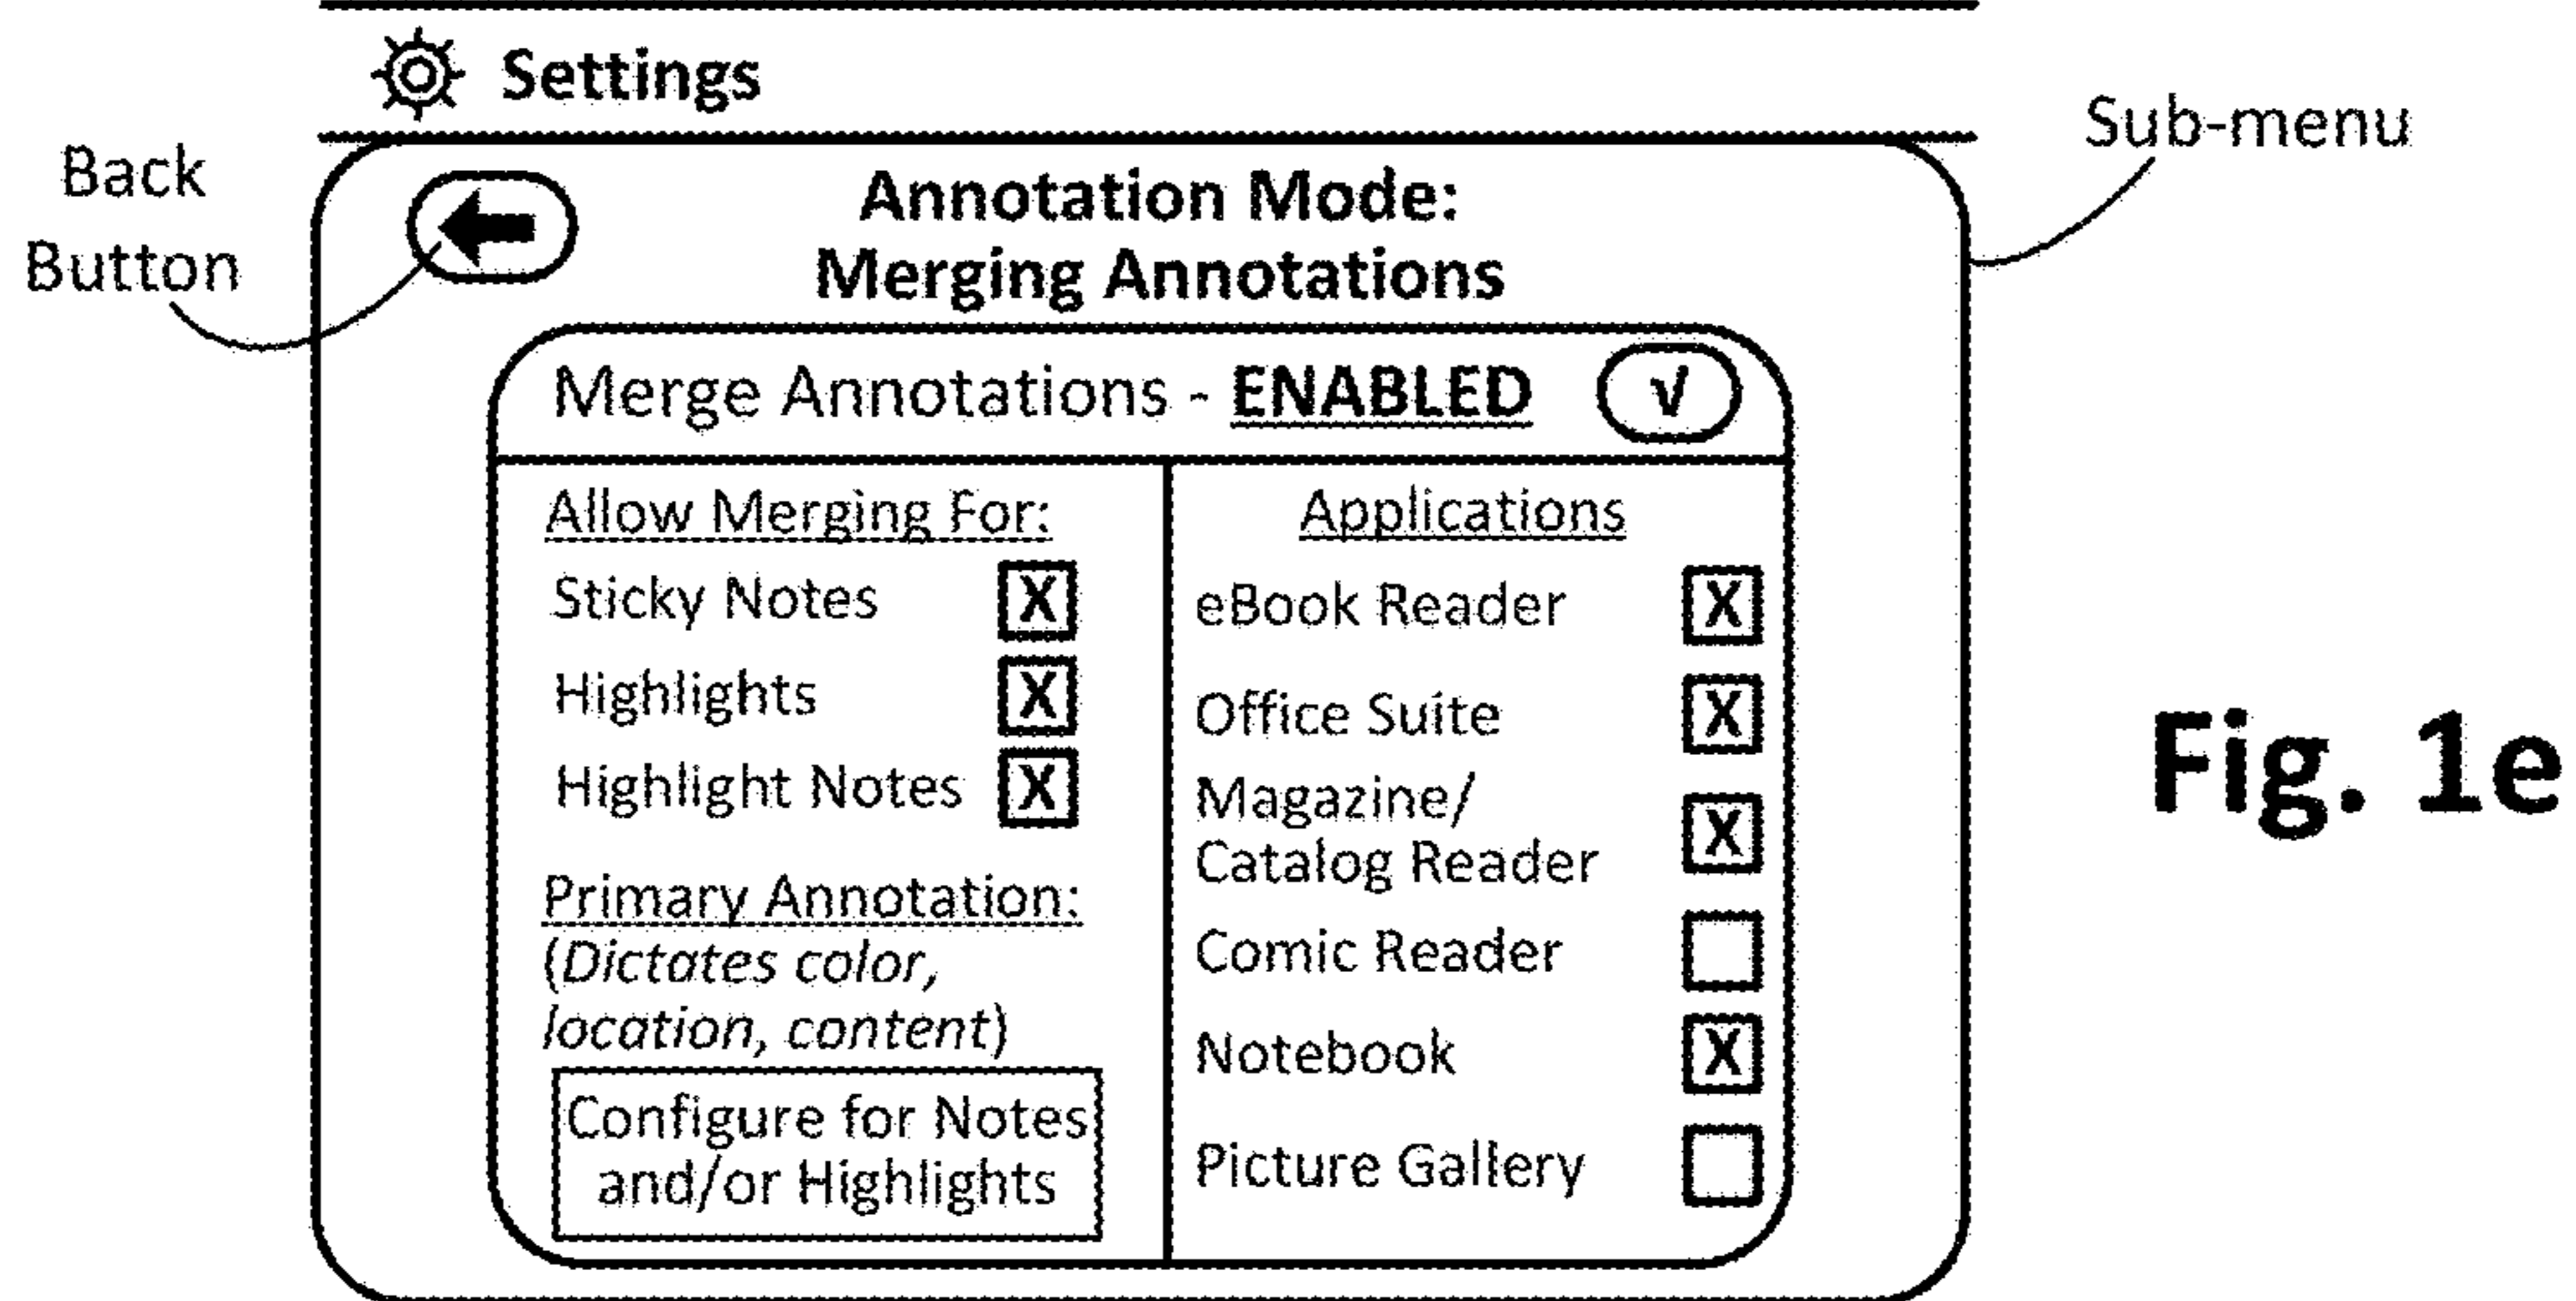 Settings
Back
Button
Sub-menu
Annotation Mode:
Merging Annotations
Merge Annotations - ENABLED √
Allow Merging For:
Sticky Notes X
Highlights X
Highlight Notes X
Primary Annotation:
(Dictates color,
location, content)
Configure for Notes
and/or Highlights
Applications
eBook Reader X
Office Suite X
Magazine/
Catalog Reader X
Comic Reader
Notebook X
Picture Gallery
Fig. 1e